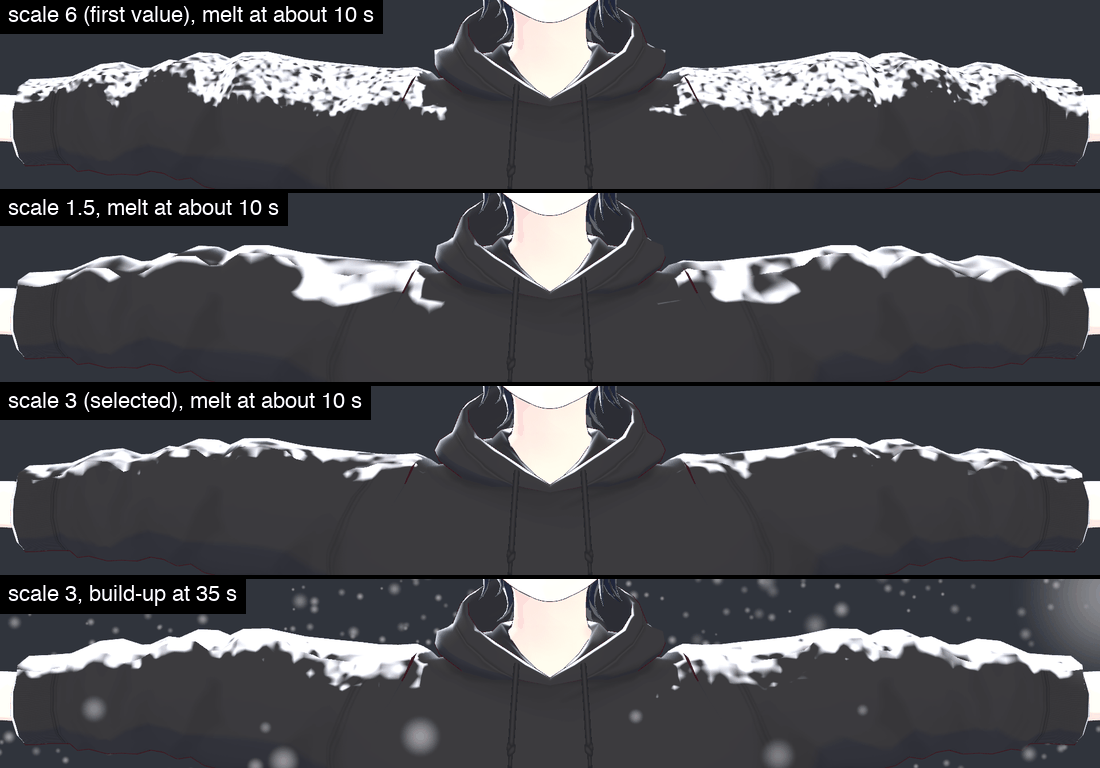 scale 6 (first value), melt at about 10 s
scale 1.5, melt at about 10 s
scale 3 (selected), melt at about 10 s
scale 3, build-up at 35 s